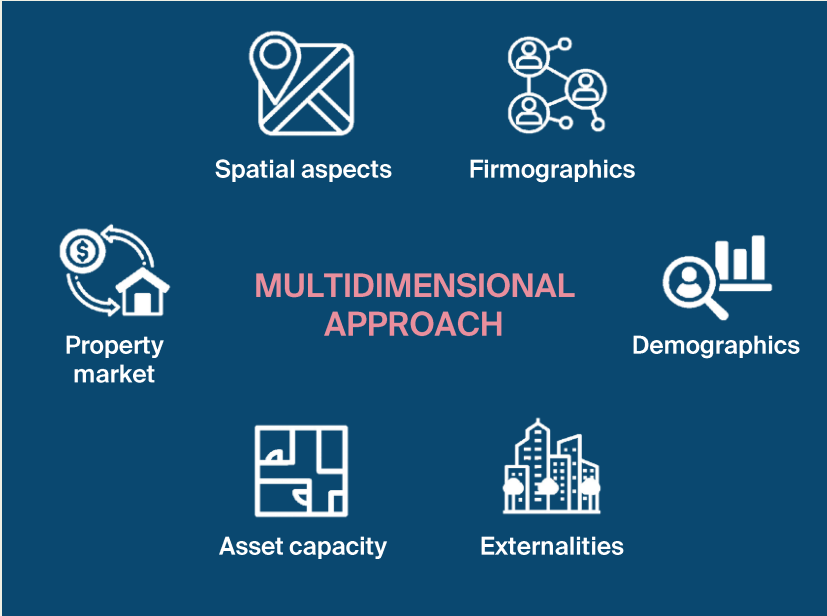 Spatial aspects
Firmographics
MULTIDIMENSIONAL
APPROACH
Property
market
Demographics
Asset capacity
Externalities